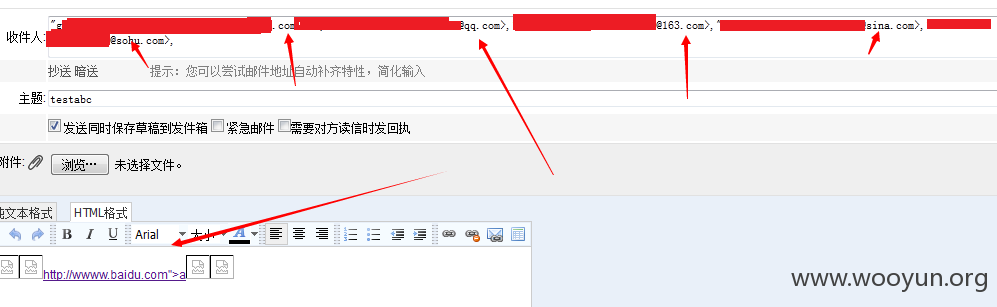 收件人: "g .com @qq.com>, @163.com>," sina.com>,
@sohu.com>,
抄送 暗送 提示：您可以尝试邮件地址自动补齐特性，简化输入
主题: testabc
发送同时保存草稿到发件箱 紧急邮件 需要对方读信时发回执
附件: 浏览… 未选择文件。
纯文本格式 HTML格式
B I U Arial 大小 A
http://wwww.baidu.com">a
www.wooyun.org